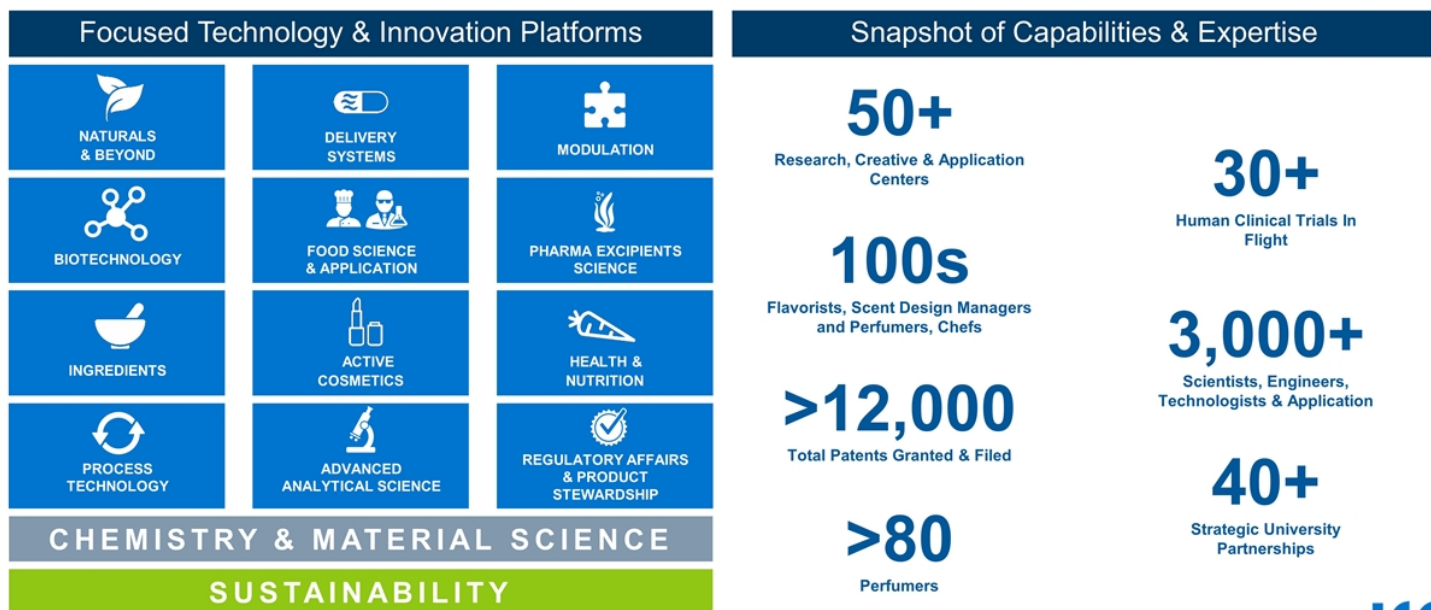 Focused Technology & Innovation Platforms
NATURALS
& BEYOND
DELIVERY
SYSTEMS
MODULATION
BIOTECHNOLOGY
FOOD SCIENCE
& APPLICATION
PHARMA EXCIPIENTS
SCIENCE
INGREDIENTS
ACTIVE
COSMETICS
HEALTH &
NUTRITION
PROCESS
TECHNOLOGY
ADVANCED
ANALYTICAL SCIENCE
REGULATORY AFFAIRS
& PRODUCT
STEWARDSHIP
CHEMISTRY & MATERIAL SCIENCE
SUSTAINABILITY
Snapshot of Capabilities & Expertise
50+
Research, Creative & Application
Centers
30+
Human Clinical Trials In
Flight
100s
Flavorists, Scent Design Managers
and Perfumers, Chefs
3,000+
Scientists, Engineers,
Technologists & Application
>12,000
Total Patents Granted & Filed
40+
Strategic University
Partnerships
>80
Perfumers